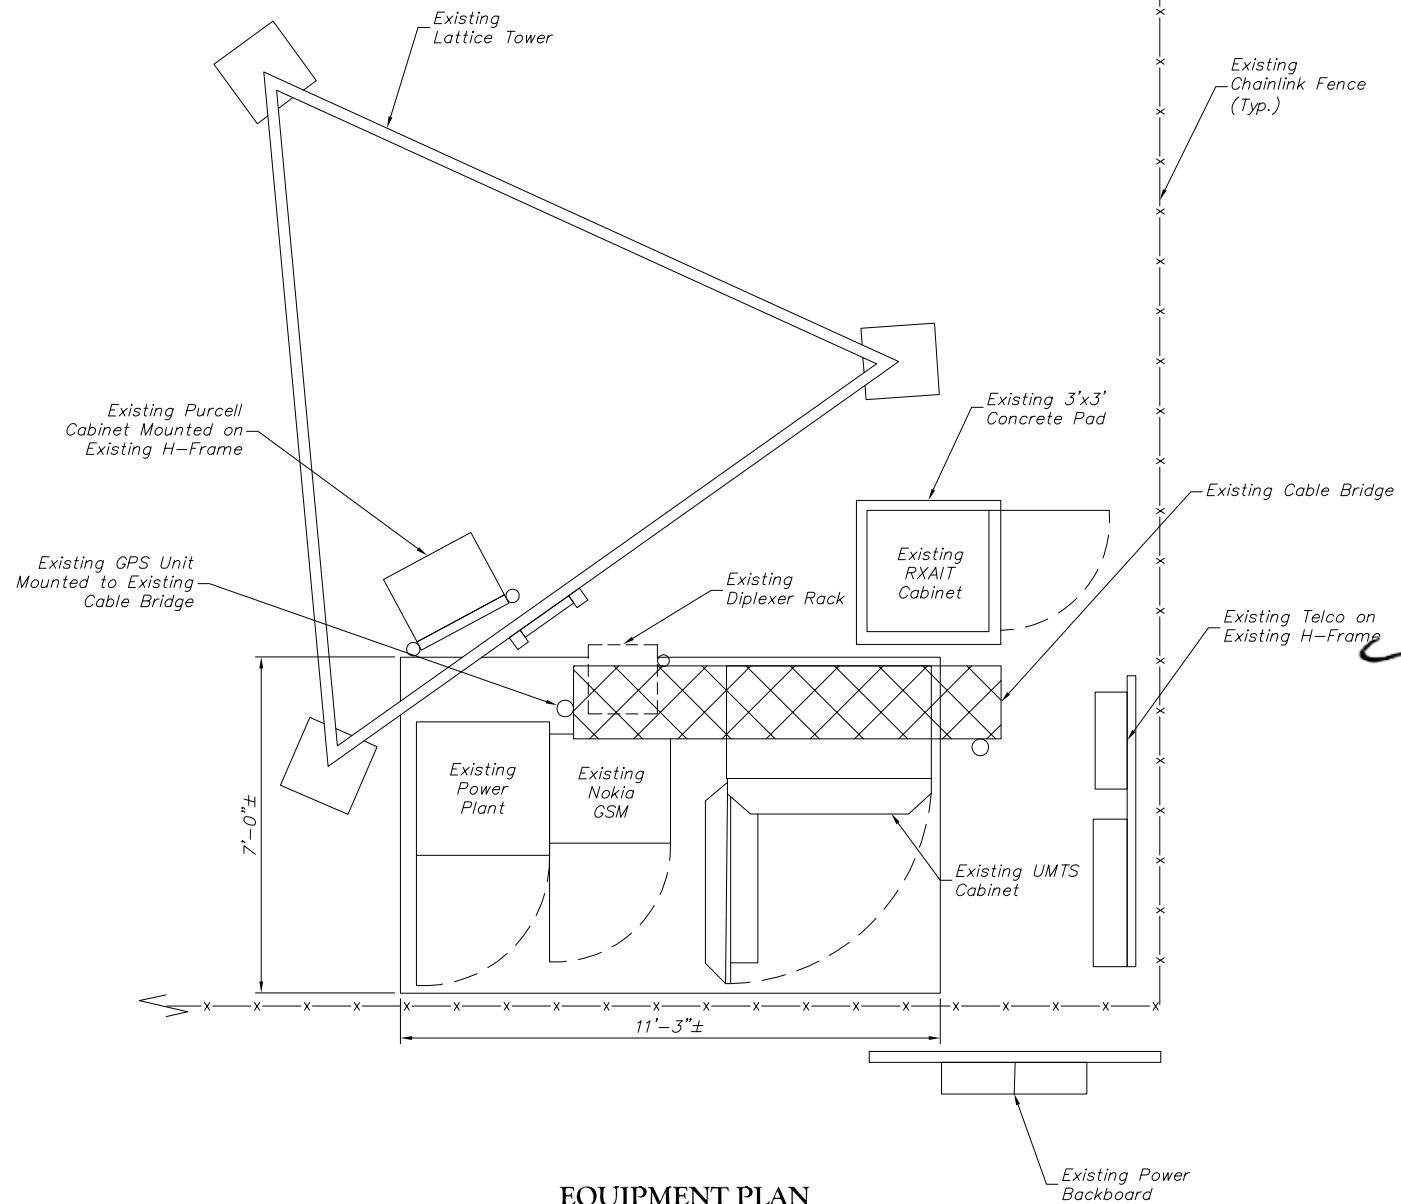 Existing
Lattice Tower
Existing
Chainlink Fence
(Typ.)
Existing Purcell
Cabinet Mounted on
Existing H-Frame
Existing 3'x3'
Concrete Pad
Existing Cable Bridge
Existing GPS Unit
Mounted to Existing
Cable Bridge
Existing
Diplexer Rack
Existing
RXAIT
Cabinet
Existing Telco on
Existing H-Frame
Existing
Power
Plant
Existing
Nokia
GSM
7'-0"±
Existing UMTS
Cabinet
11'-3"±
Existing Power
Backboard
EQUIPMENT PLAN